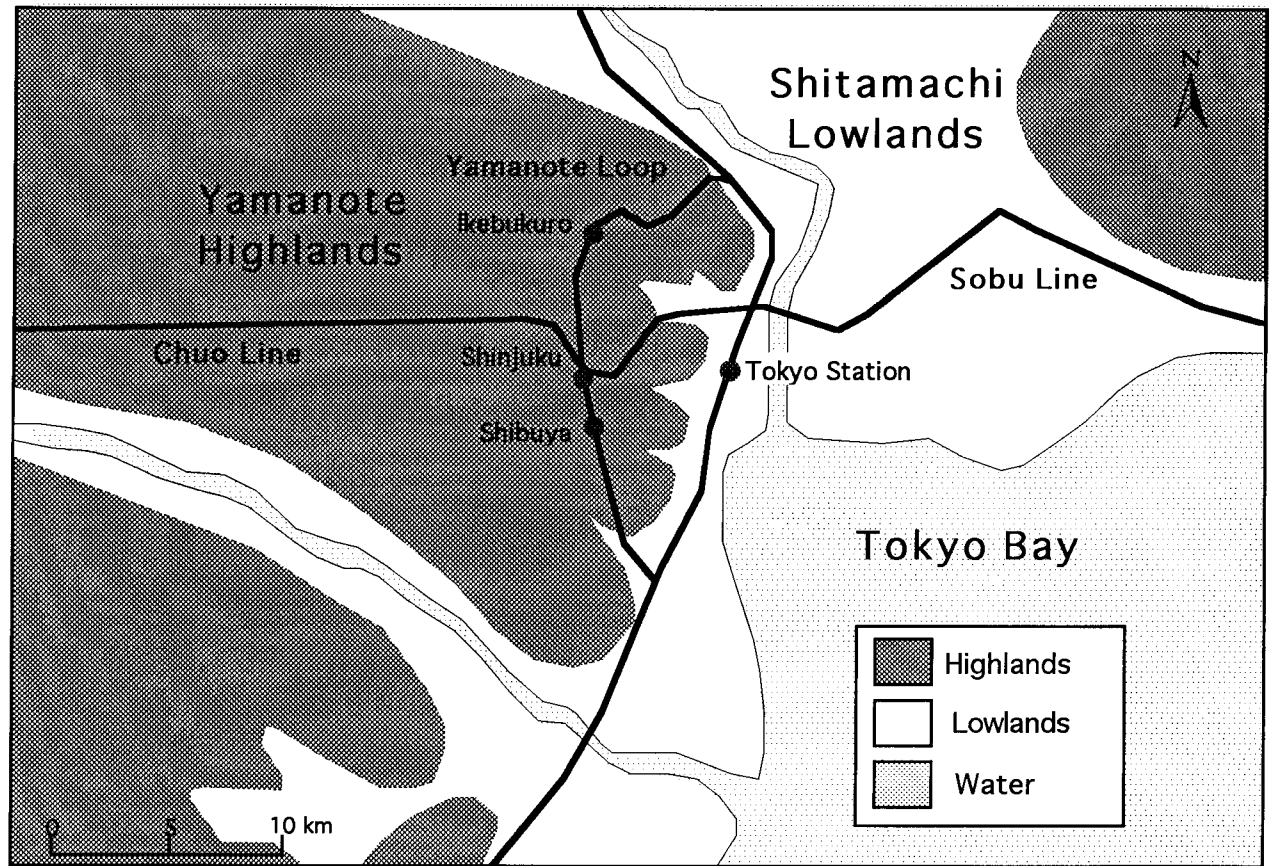 N
Shitamachi
Lowlands
Yamanote Loop
Yamanote
Highlands
Ikebukuro
Sobu Line
Chuo Line
Shinjuku
Tokyo Station
Shibuya
Tokyo Bay
Highlands
Lowlands
Water
0 5 10 km